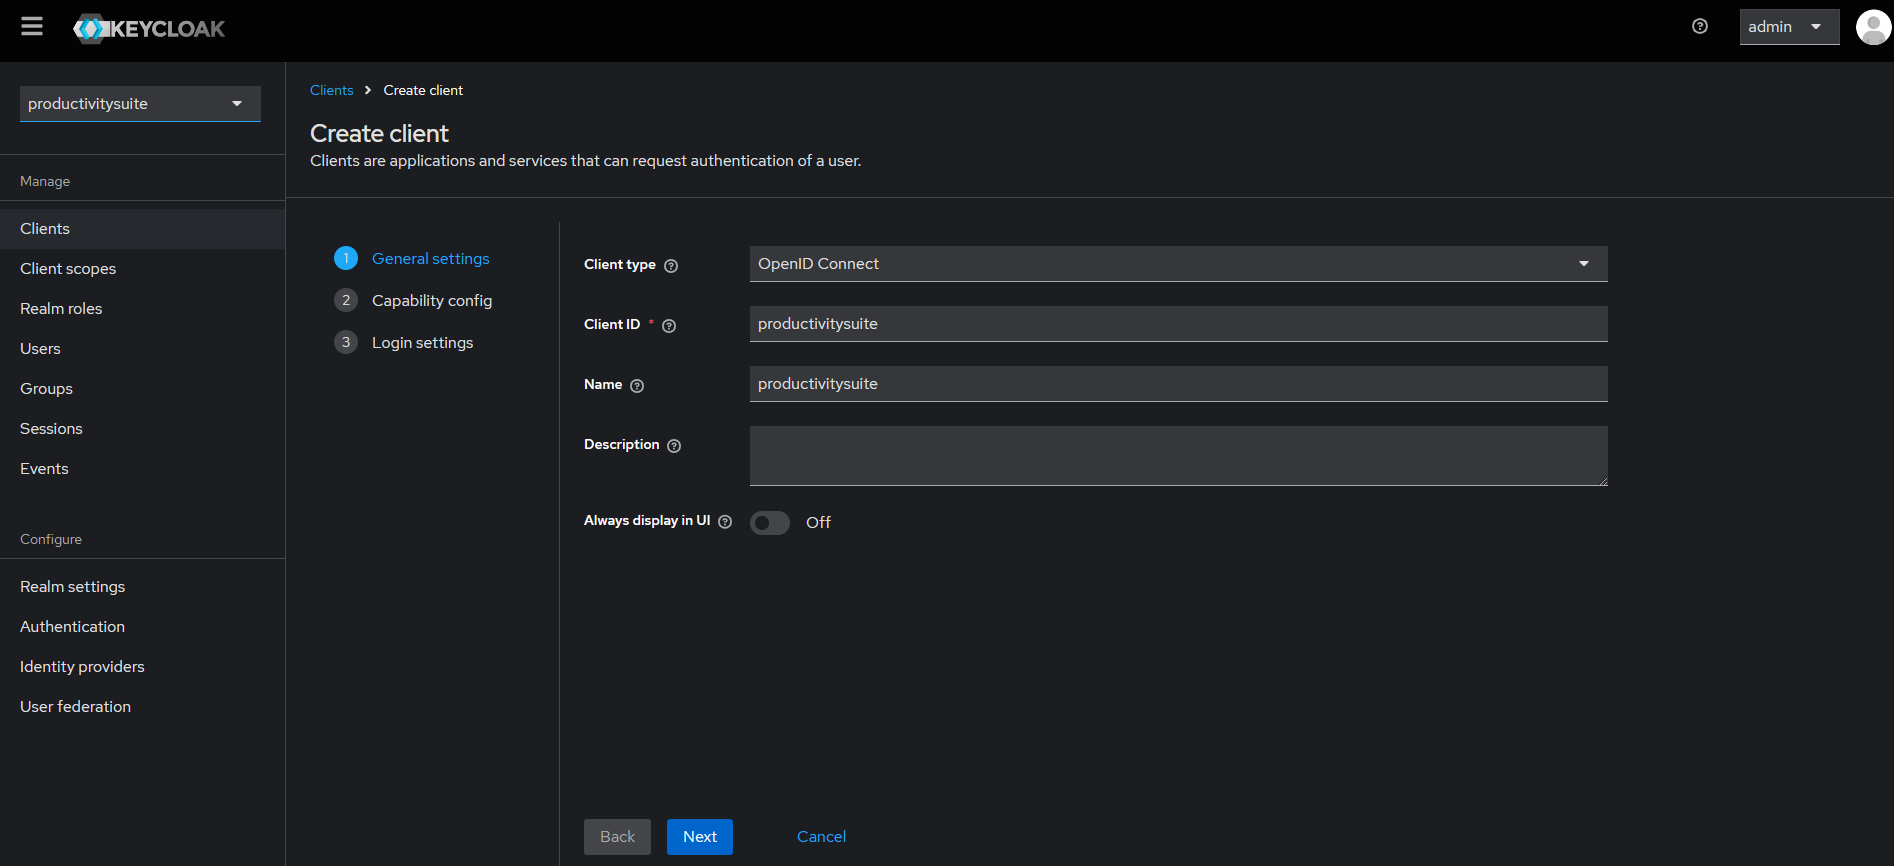 KEYCLOAK
admin
productivitysuite
Manage
Clients
Client scopes
Realm roles
Users
Groups
Sessions
Events
Configure
Realm settings
Authentication
Identity providers
User federation
Clients > Create client
Create client
Clients are applications and services that can request authentication of a user.
1 General settings
2 Capability config
3 Login settings
Client type OpenID Connect
Client ID * productivitysuite
Name productivitysuite
Description
Always display in UI Off
Back Next Cancel